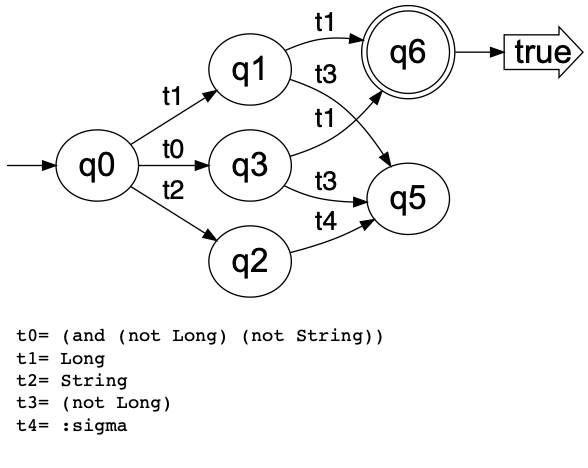 t1
q6
true
q1
t3
t1
t1
q0
t0
q3
t2
t3
q5
t4
q2
t0= (and (not Long) (not String))
t1= Long
t2= String
t3= (not Long)
t4= :sigma